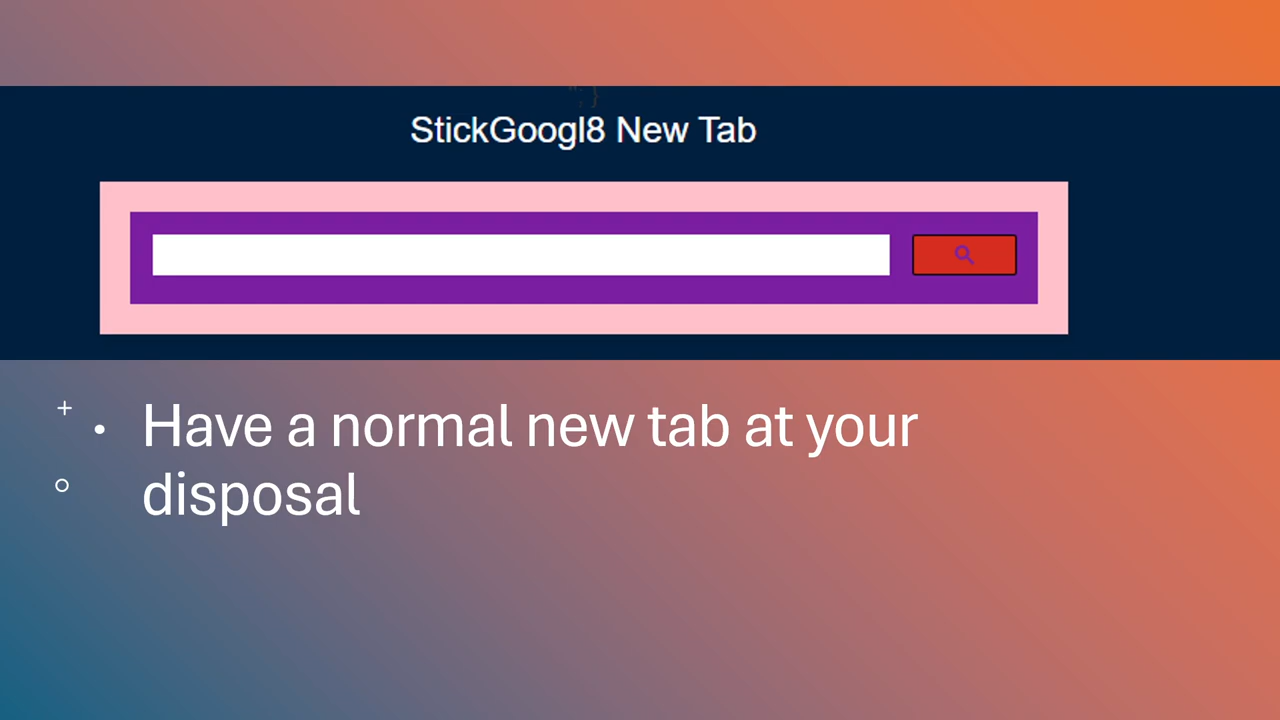 "; }
StickGoogl8 New Tab
+
• Have a normal new tab at your
disposal